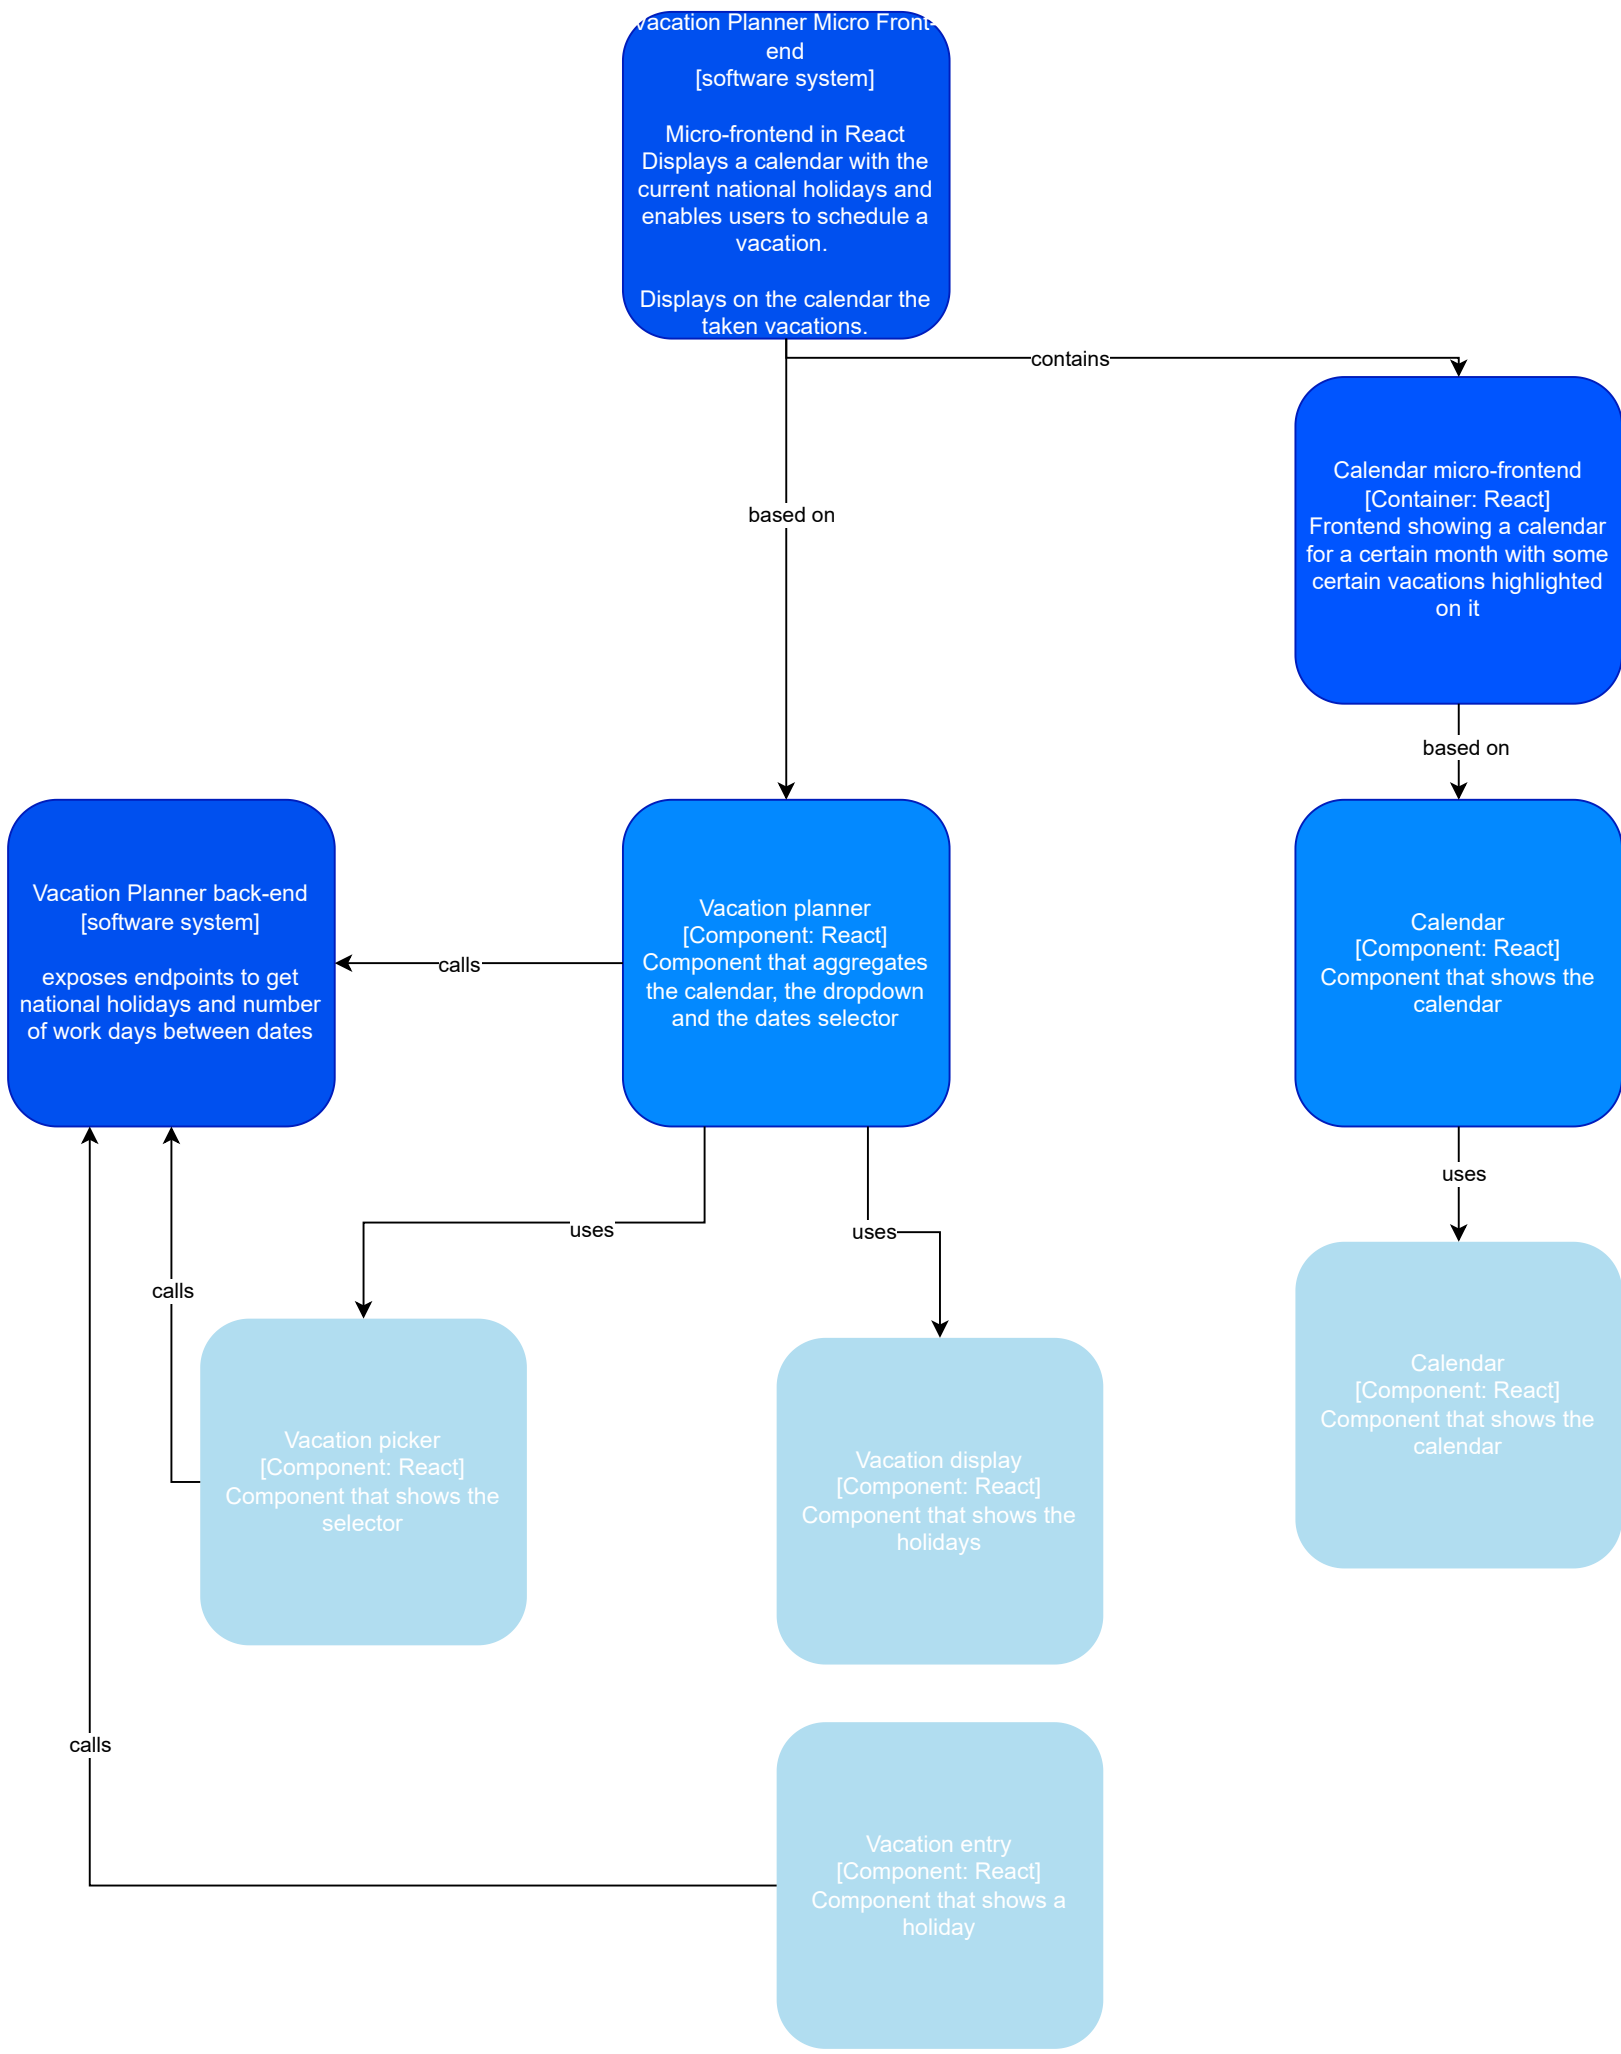 Vacation Planner Micro Front-
end
[software system]
Micro-frontend in React
Displays a calendar with the
current national holidays and
enables users to schedule a
vacation.
Displays on the calendar the
taken vacations.
contains
Calendar micro-frontend
[Container: React]
Frontend showing a calendar
for a certain month with some
certain vacations highlighted
on it
based on
based on
Vacation Planner back-end
[software system]
exposes endpoints to get
national holidays and number
of work days between dates
calls
Vacation planner
[Component: React]
Component that aggregates
the calendar, the dropdown
and the dates selector
Calendar
[Component: React]
Component that shows the
calendar
uses
uses
uses
calls
Vacation picker
[Component: React]
Component that shows the
selector
Vacation display
[Component: React]
Component that shows the
holidays
Calendar
[Component: React]
Component that shows the
calendar
calls
Vacation entry
[Component: React]
Component that shows a
holiday